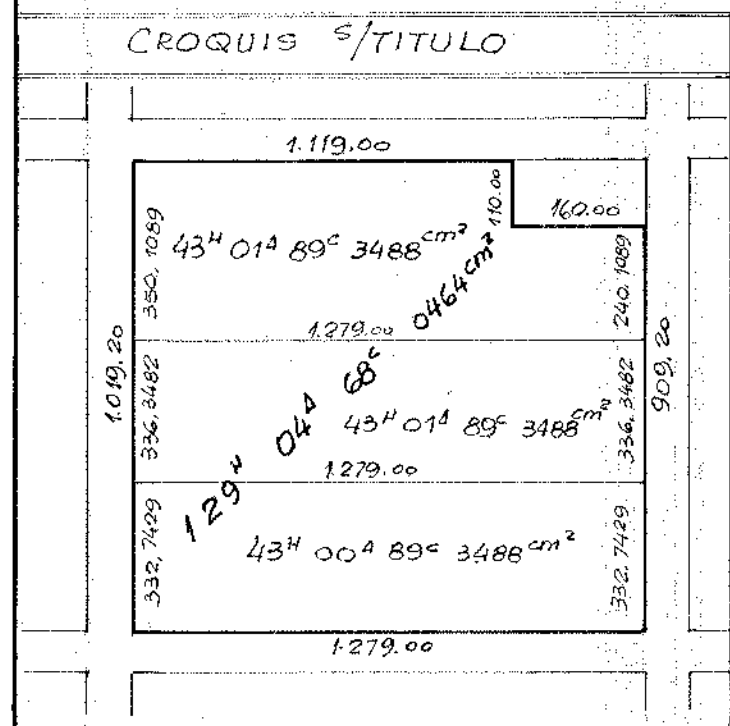 CROQUIS S/TITULO
1.119.00
110.00
160.00
350,1089
43H 01A 89c 3488cm²
240.1089
0464cm²
1.279.00
1.019.20
909,20
04A 68c
336,3482
43H 01A 89c 3488cm²
336,3482
129H
1.279.00
332,7429
43H 00A 89c 3488cm²
332.7429
1.279.00